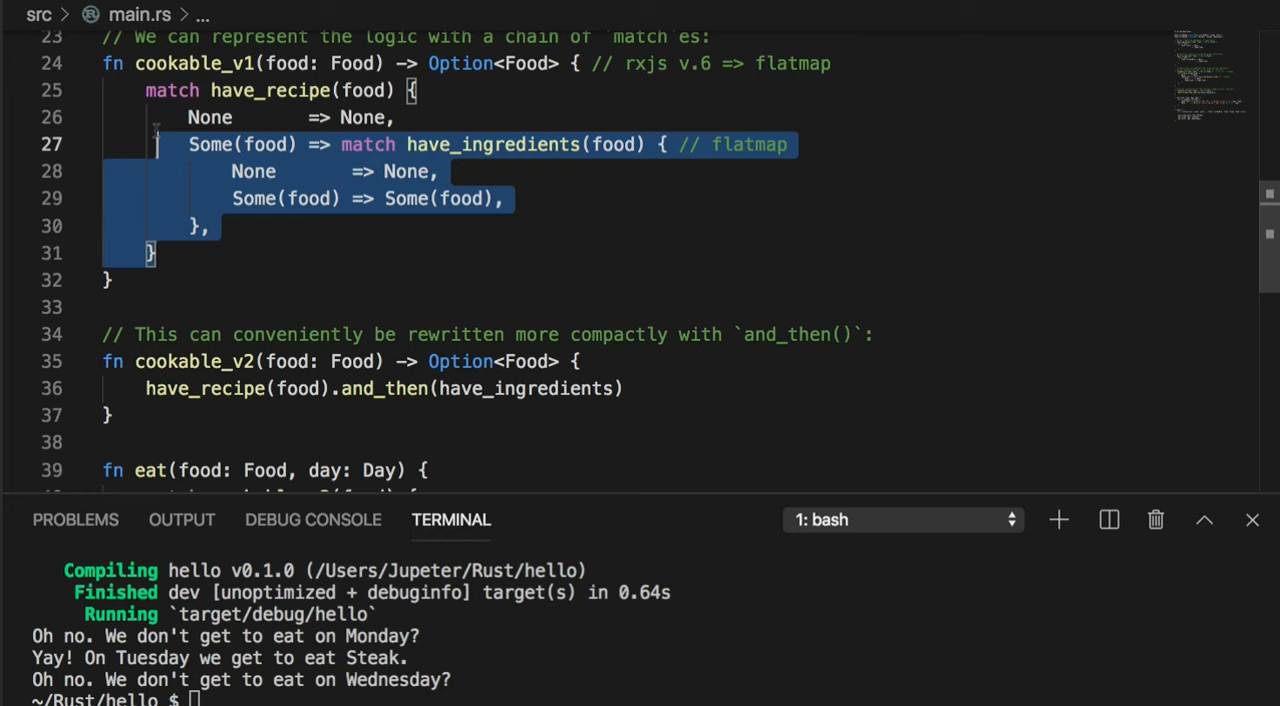 src > main.rs > ...
23 // We can represent the logic with a chain of `match`es:
24 fn cookable_v1(food: Food) -> Option<Food> { // rxjs v.6 => flatmap
25 match have_recipe(food) {
26 None => None,
27 Some(food) => match have_ingredients(food) { // flatmap
28 None => None,
29 Some(food) => Some(food),
30 },
31 }
32 }
33
34 // This can conveniently be rewritten more compactly with `and_then()`:
35 fn cookable_v2(food: Food) -> Option<Food> {
36 have_recipe(food).and_then(have_ingredients)
37 }
38
39 fn eat(food: Food, day: Day) {
PROBLEMS OUTPUT DEBUG CONSOLE TERMINAL 1: bash
Compiling hello v0.1.0 (/Users/Jupeter/Rust/hello)
Finished dev [unoptimized + debuginfo] target(s) in 0.64s
Running `target/debug/hello`
Oh no. We don't get to eat on Monday?
Yay! On Tuesday we get to eat Steak.
Oh no. We don't get to eat on Wednesday?
~/Rust/hello $